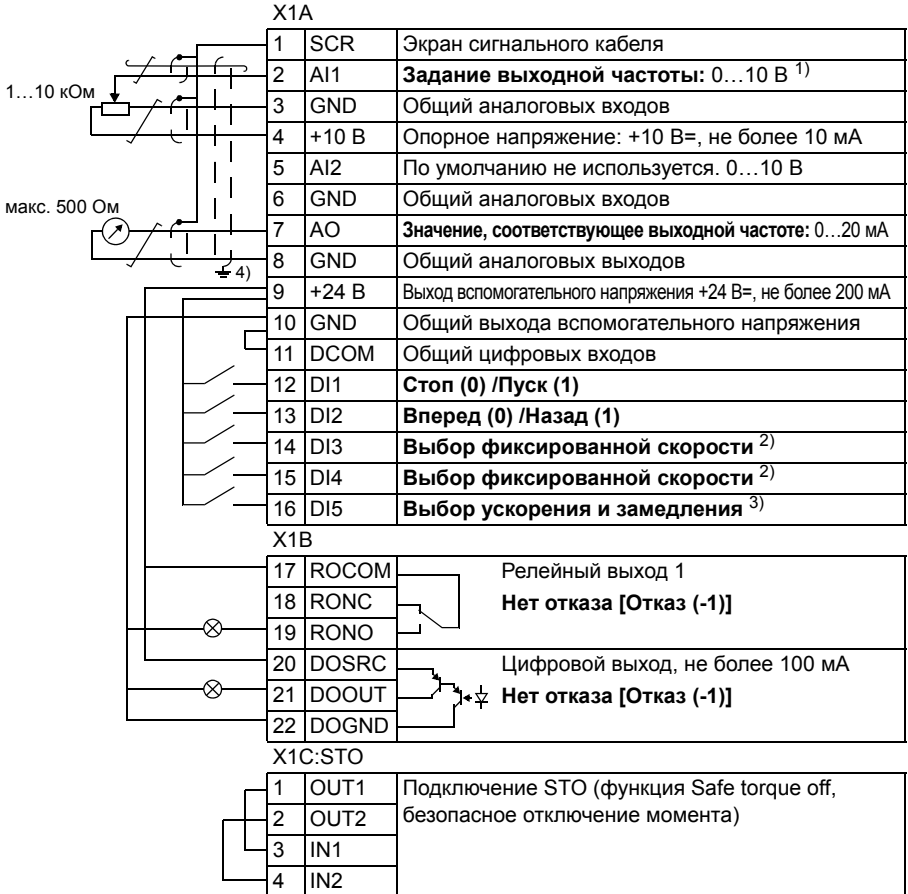 X1A
1 SCR Экран сигнального кабеля
2 AI1 Задание выходной частоты: 0…10 В 1)
1…10 кОм
3 GND Общий аналоговых входов
4 +10 В Опорное напряжение: +10 В=, не более 10 мА
5 AI2 По умолчанию не используется. 0…10 В
6 GND Общий аналоговых входов
макс. 500 Ом
7 AO Значение, соответствующее выходной частоте: 0…20 мА
8 GND Общий аналоговых выходов
4)
9 +24 В Выход вспомогательного напряжения +24 В=, не более 200 мА
10 GND Общий выхода вспомогательного напряжения
11 DCOM Общий цифровых входов
12 DI1 Стоп (0) /Пуск (1)
13 DI2 Вперед (0) /Назад (1)
14 DI3 Выбор фиксированной скорости 2)
15 DI4 Выбор фиксированной скорости 2)
16 DI5 Выбор ускорения и замедления 3)
X1B
17 ROCOM Релейный выход 1
18 RONC Нет отказа [Отказ (-1)]
19 RONO
20 DOSRC Цифровой выход, не более 100 мА
21 DOOUT Нет отказа [Отказ (-1)]
22 DOGND
X1C:STO
1 OUT1 Подключение STO (функция Safe torque off,
2 OUT2 безопасное отключение момента)
3 IN1
4 IN2